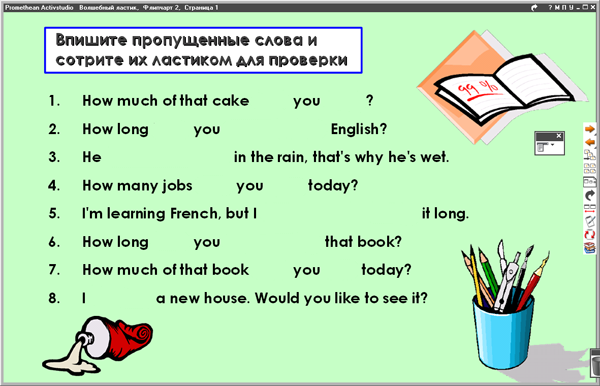 Promethean Activstudio Волшебный ластик, Флипчарт 2, Страница 1 ? М П У
Впишите пропущенные слова и
сотрите их ластиком для проверки
99 %
1. How much of that cake you ?
2. How long you English?
3. He in the rain, that's why he's wet.
4. How many jobs you today?
5. I'm learning French, but I it long.
6. How long you that book?
7. How much of that book you today?
8. I a new house. Would you like to see it?